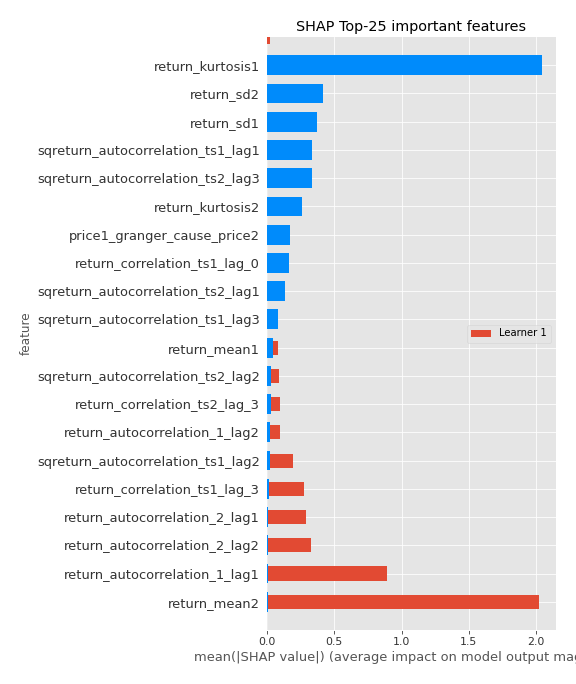 SHAP Top-25 important features
return_kurtosis1
return_sd2
return_sd1
sqreturn_autocorrelation_ts1_lag1
sqreturn_autocorrelation_ts2_lag3
return_kurtosis2
price1_granger_cause_price2
return_correlation_ts1_lag_0
sqreturn_autocorrelation_ts2_lag1
sqreturn_autocorrelation_ts1_lag3
return_mean1
sqreturn_autocorrelation_ts2_lag2
return_correlation_ts2_lag_3
return_autocorrelation_1_lag2
sqreturn_autocorrelation_ts1_lag2
return_correlation_ts1_lag_3
return_autocorrelation_2_lag1
return_autocorrelation_2_lag2
return_autocorrelation_1_lag1
return_mean2
feature
Learner 1
0.0 0.5 1.0 1.5 2.0
mean(|SHAP value|) (average impact on model output mag